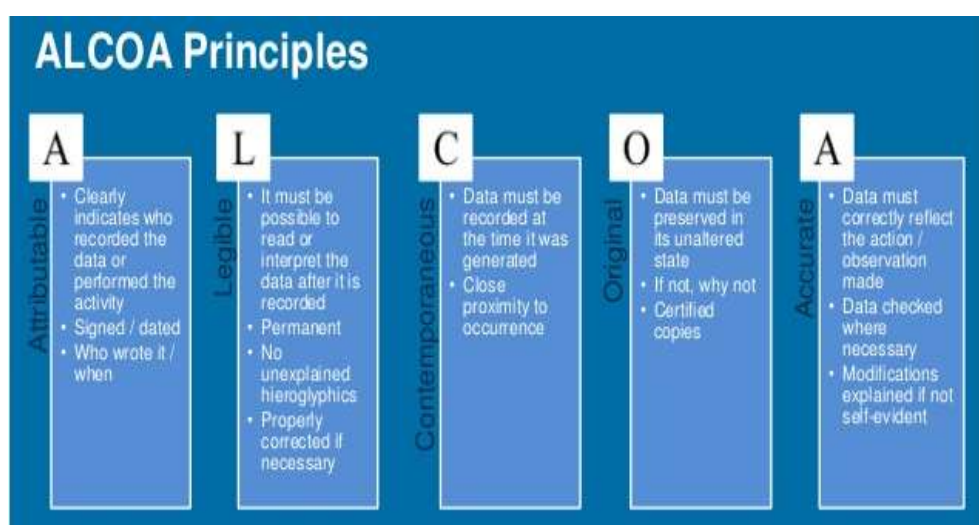 ALCOA Principles
A
Attributable
• Clearly
indicates who
recorded the
data or
performed the
activity
• Signed / dated
• Who wrote it /
when
L
Legible
• It must be
possible to
read or
interpret the
data after it is
recorded
• Permanent
• No
unexplained
hieroglyphics
• Properly
corrected if
necessary
C
Contemporaneous
• Data must be
recorded at
the time it was
generated
• Close
proximity to
occurrence
O
Original
• Data must be
preserved in
its unaltered
state
• If not, why not
• Certified
copies
A
Accurate
• Data must
correctly reflect
the action /
observation
made
• Data checked
where
necessary
• Modifications
explained if not
self-evident